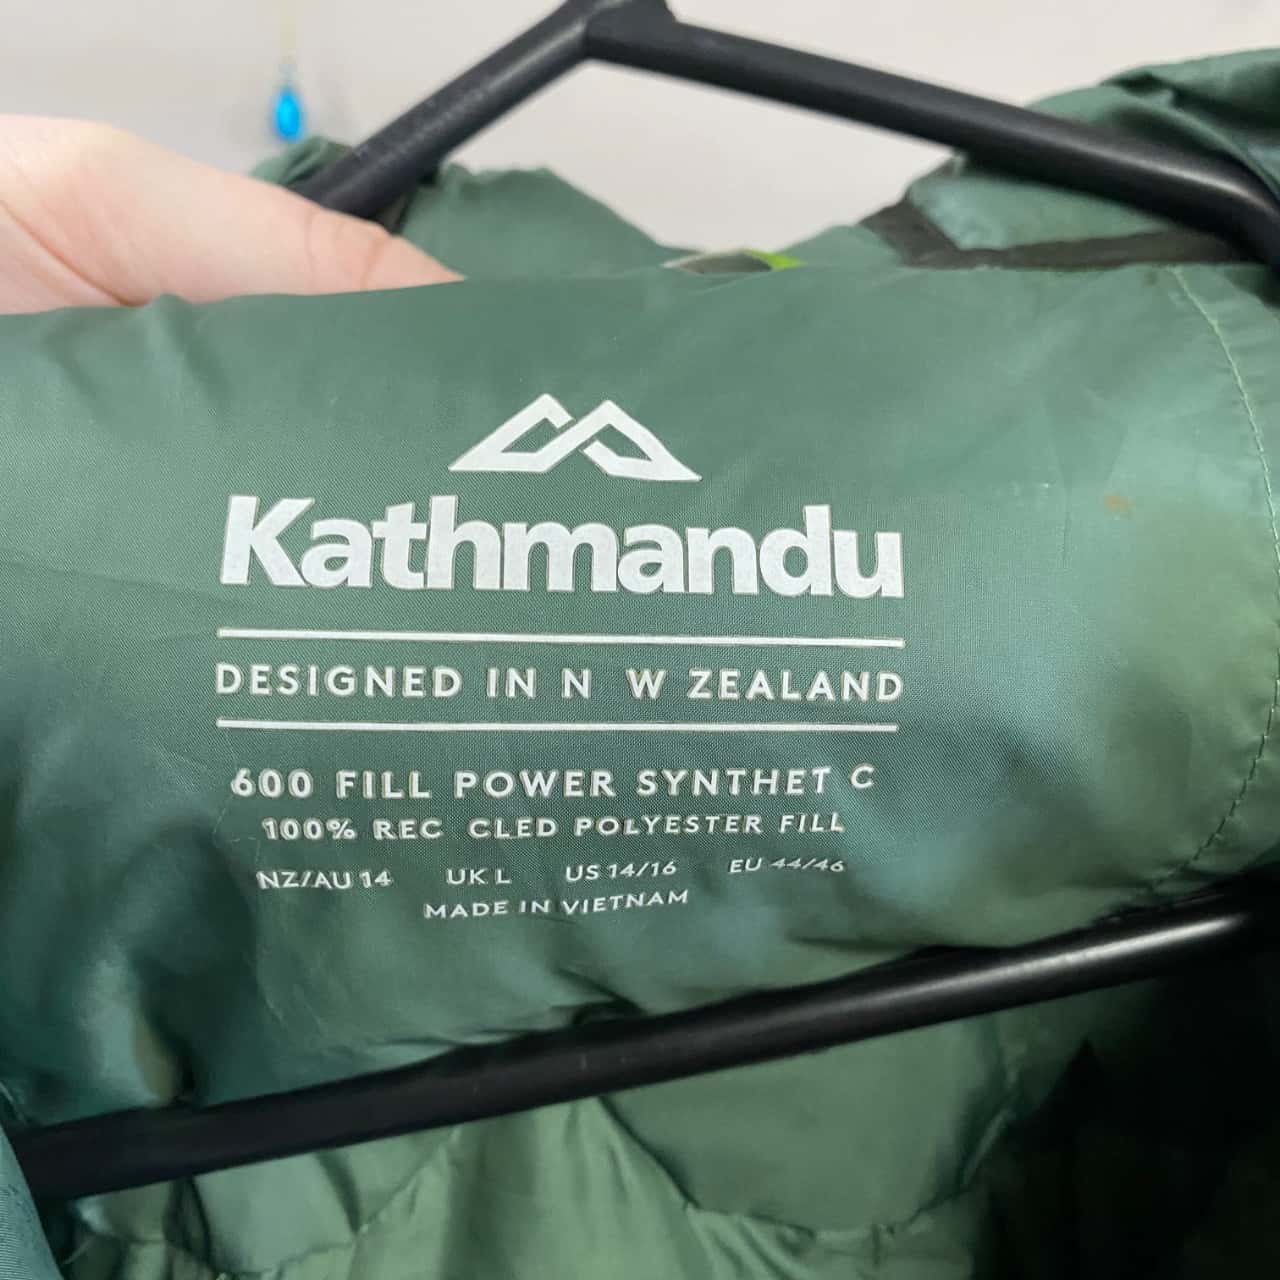 Kathmandu
DESIGNED IN N W ZEALAND
600 FILL POWER SYNTHET C
100% REC CLED POLYESTER FILL
NZ/AU 14 UK L US 14/16 EU 44/46
MADE IN VIETNAM